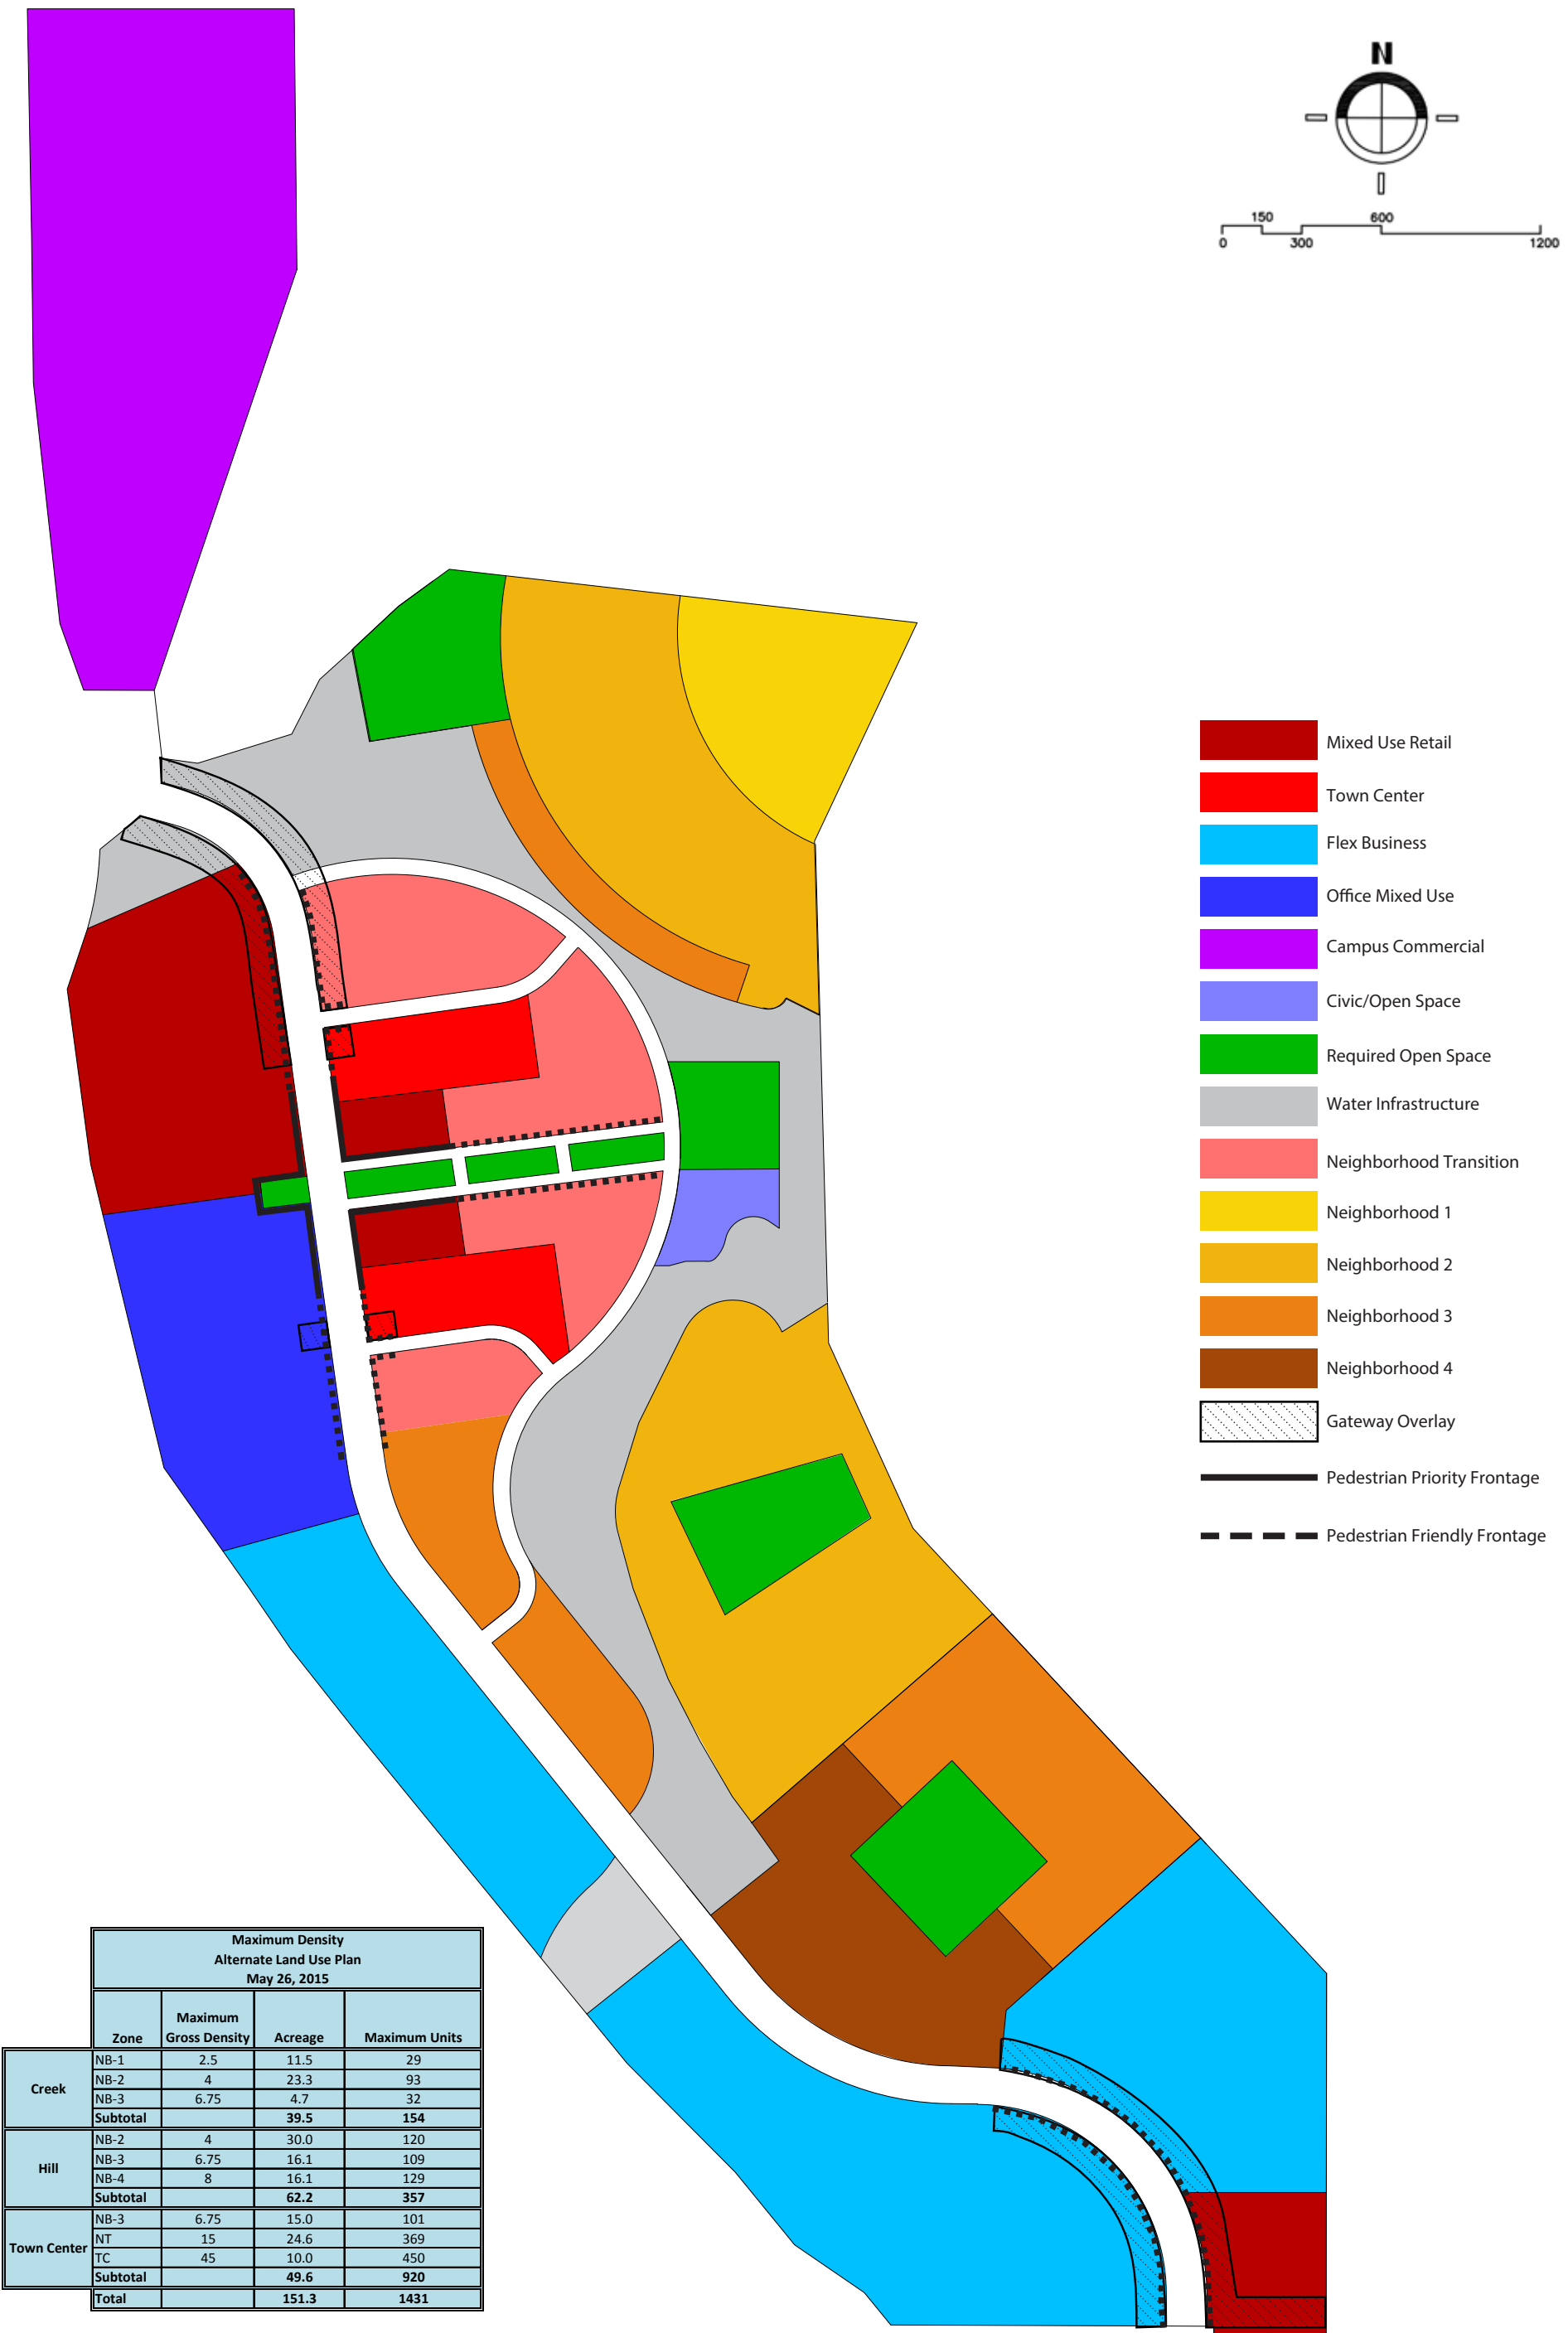 N
150 600
0 300 1200
Mixed Use Retail
Town Center
Flex Business
Office Mixed Use
Campus Commercial
Civic/Open Space
Required Open Space
Water Infrastructure
Neighborhood Transition
Neighborhood 1
Neighborhood 2
Neighborhood 3
Neighborhood 4
Gateway Overlay
Pedestrian Priority Frontage
Pedestrian Friendly Frontage
Maximum Density
Alternate Land Use Plan
May 26, 2015
Zone Maximum Gross Density Acreage Maximum Units
Creek
NB-1 2.5 11.5 29
NB-2 4 23.3 93
NB-3 6.75 4.7 32
Subtotal 39.5 154
Hill
NB-2 4 30.0 120
NB-3 6.75 16.1 109
NB-4 8 16.1 129
Subtotal 62.2 357
Town Center
NB-3 6.75 15.0 101
NT 15 24.6 369
TC 45 10.0 450
Subtotal 49.6 920
Total 151.3 1431